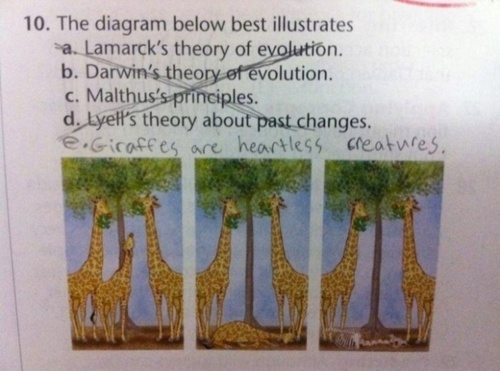 10. The diagram below best illustrates
a. Lamarck's theory of evolution.
b. Darwin's theory of evolution.
c. Malthus's principles.
d. Lyell's theory about past changes.
e. Giraffes are heartless creatures.